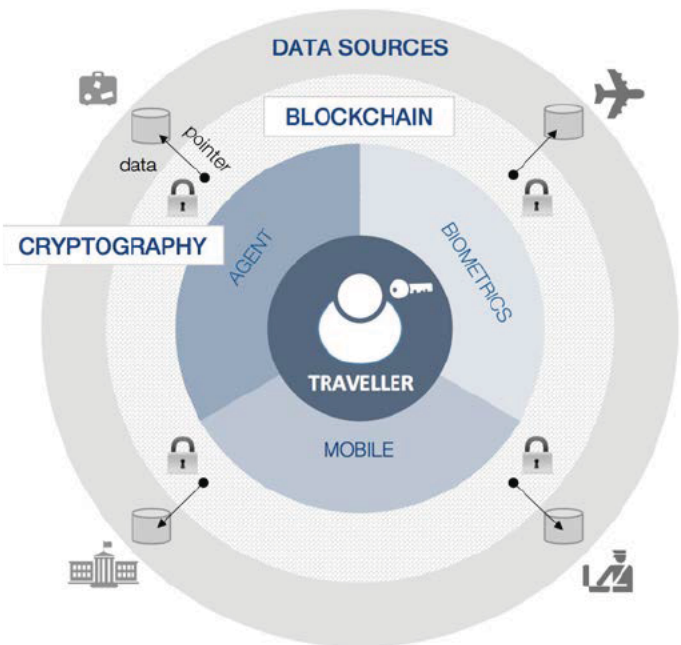 DATA SOURCES
BLOCKCHAIN
pointer
data
CRYPTOGRAPHY
AGENT
BIOMETRICS
TRAVELLER
MOBILE